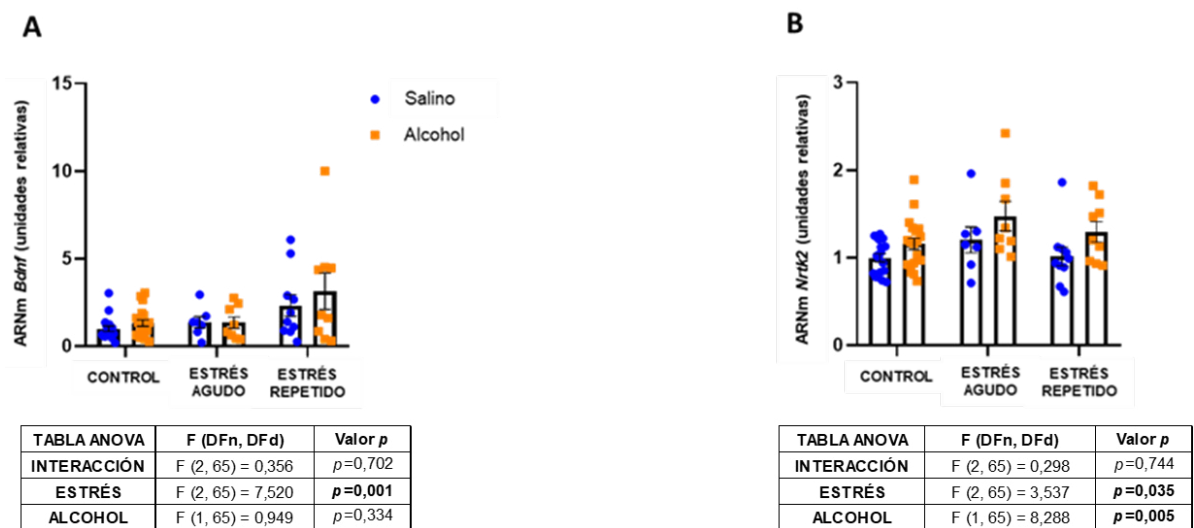 A
ARNm Bdnf (unidades relativas)
15
10
5
0
Salino
Alcohol
CONTROL
ESTRÉS
AGUDO
ESTRÉS
REPETIDO
TABLA ANOVA F (DFn, DFd) Valor p
INTERACCIÓN F (2, 65) = 0,356 p=0,702
ESTRÉS F (2, 65) = 7,520 p=0,001
ALCOHOL F (1, 65) = 0,949 p=0,334
B
ARNm Nrtk2 (unidades relativas)
3
2
1
0
CONTROL
ESTRÉS
AGUDO
ESTRÉS
REPETIDO
TABLA ANOVA F (DFn, DFd) Valor p
INTERACCIÓN F (2, 65) = 0,298 p=0,744
ESTRÉS F (2, 65) = 3,537 p=0,035
ALCOHOL F (1, 65) = 8,288 p=0,005